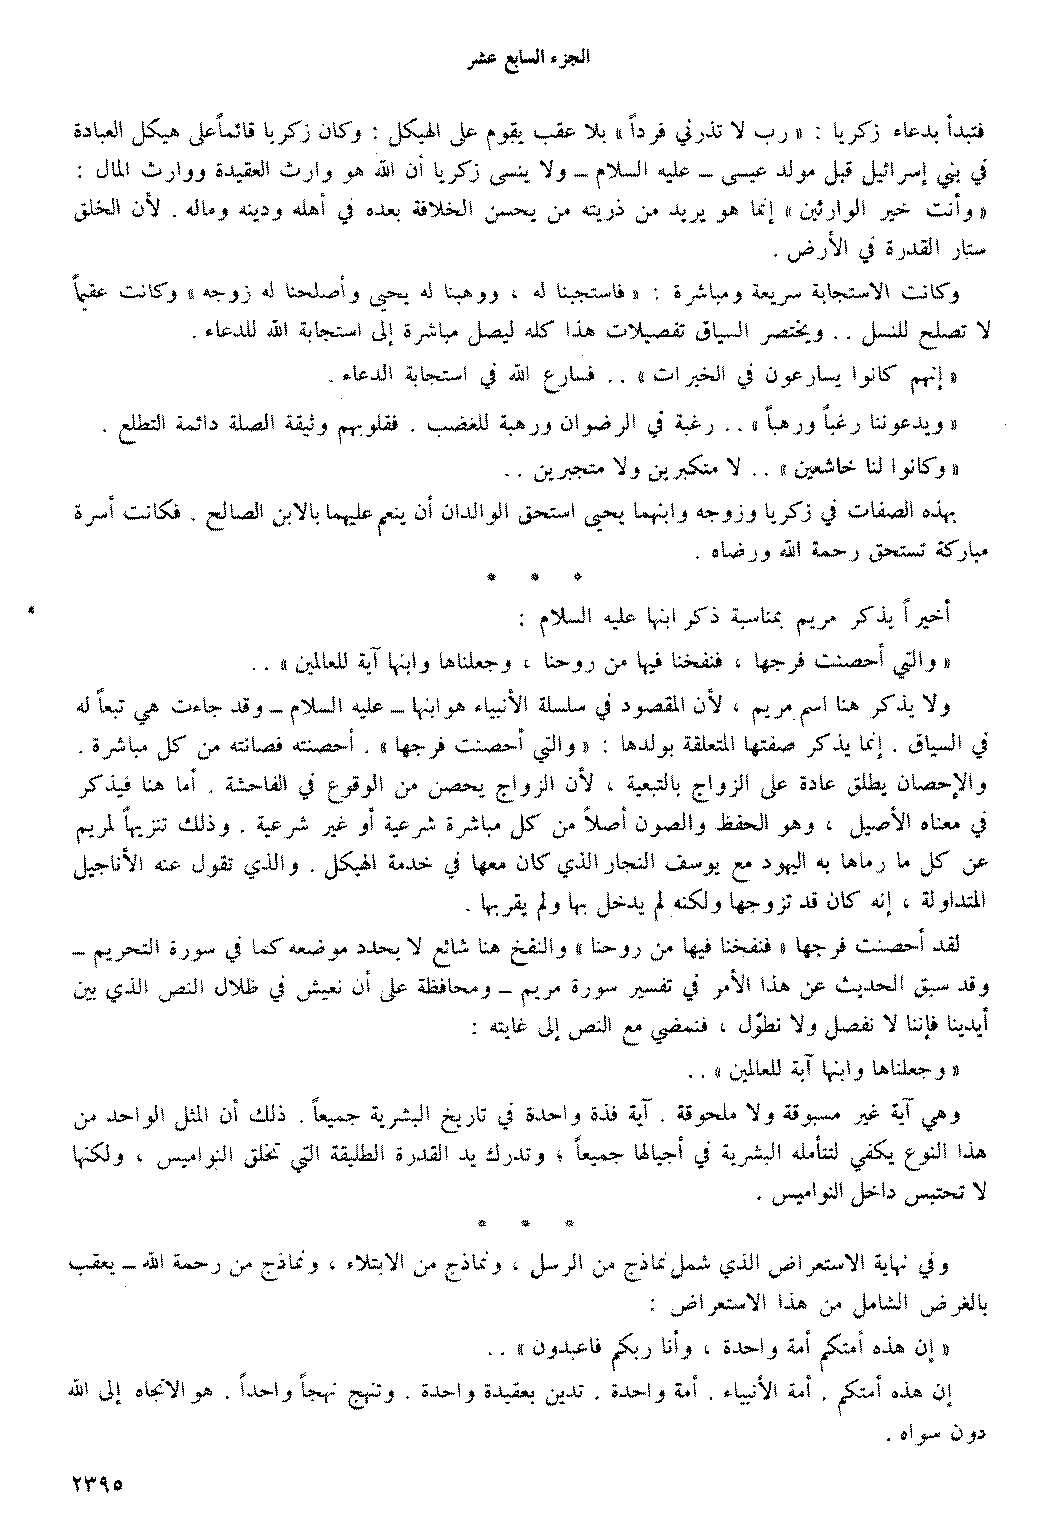 الجزء السابع عشر
فتبدأ بدعاء زكريا : « رب لا تذرني فرداً » بلا عقب يقوم على الهيكل : وكان زكريا قائماً على هيكل العبادة
في بني إسرائيل قبل مولد عيسى – عليه السلام – ولا ينسى زكريا أن الله هو وارث العقيدة ووارث المال :
« وأنت خير الوارثين » إنما هو يريد من ذريته من يحسن الخلافة بعده في أهله ودينه وماله . لأن الخلق
ستار القدرة في الأرض .
وكانت الاستجابة سريعة ومباشرة : « فاستجبنا له ، ووهبنا له يحيى وأصلحنا له زوجه » وكانت عقيماً
لا تصلح للنسل .. ويختصر السياق تفصيلات هذا كله ليصل مباشرة إلى استجابة الله للدعاء .
« إنهم كانوا يسارعون في الخيرات » .. فسارع الله في استجابة الدعاء .
« ويدعوننا رغباً ورهباً » .. رغبة في الرضوان ورهبة للغضب . فقلوبهم وثيقة الصلة دائمة التطلع .
« وكانوا لنا خاشعين » .. لا متكبرين ولا متجبرين ..
بهذه الصفات في زكريا وزوجه وابنهما يحيى استحق الوالدان أن ينعم عليهما بالابن الصالح . فكانت أسرة
مباركة تستحق رحمة الله ورضاه .
* * *
أخيراً يذكر مريم بمناسبة ذكر ابنها عليه السلام :
« والتي أحصنت فرجها ، فنفخنا فيها من روحنا ، وجعلناها وابنها آية للعالمين » ..
ولا يذكر هنا اسم مريم ، لأن المقصود في سلسلة الأنبياء هو ابنها – عليه السلام – وقد جاءت هي تبعاً له
في السياق . إنما يذكر صفتها المتعلقة بولدها : « والتي أحصنت فرجها » . أحصنته فصانته من كل مباشرة .
والإحصان يطلق عادة على الزواج بالتبعية ، لأن الزواج يحصن من الوقوع في الفاحشة . أما هنا فيذكر
في معناه الأصيل ، وهو الحفظ والصون أصلاً من كل مباشرة شرعية أو غير شرعية . وذلك تنزيهاً لمريم
عن كل ما رماها به اليهود مع يوسف النجار الذي كان معها في خدمة الهيكل . والذي تقول عنه الأناجيل
المتداولة ، إنه كان قد تزوجها ولكنه لم يدخل بها ولم يقربها .
لقد أحصنت فرجها « فنفخنا فيها من روحنا » والنفخ هنا شائع لا يحدد موضعه كما في سورة التحريم –
وقد سبق الحديث عن هذا الأمر في تفسير سورة مريم – ومحافظة على أن نعيش في ظلال النص الذي بين
أيدينا فإننا لا نفصل ولا نطوّل ، فنمضي مع النص إلى غايته :
« وجعلناها وابنها آية للعالمين » ..
وهي آية غير مسبوقة ولا ملحوقة . آية فذة واحدة في تاريخ البشرية جميعاً . ذلك أن المثل الواحد من
هذا النوع يكفي لتتأمله البشرية في أجيالها جميعاً ؛ وتدرك يد القدرة الطليقة التي تخلق النواميس ، ولكنها
لا تحتبس داخل النواميس .
* * *
وفي نهاية الاستعراض الذي شمل نماذج من الرسل ، ونماذج من الابتلاء ، ونماذج من رحمة الله – يعقب
بالغرض الشامل من هذا الاستعراض :
« إن هذه أمتكم أمة واحدة ، وأنا ربكم فاعبدون » ..
إن هذه أمتكم . أمة الأنبياء . أمة واحدة . تدين بعقيدة واحدة . وتنهج نهجاً واحداً . هو الاتجاه إلى الله
دون سواه .
٢٣٩٥